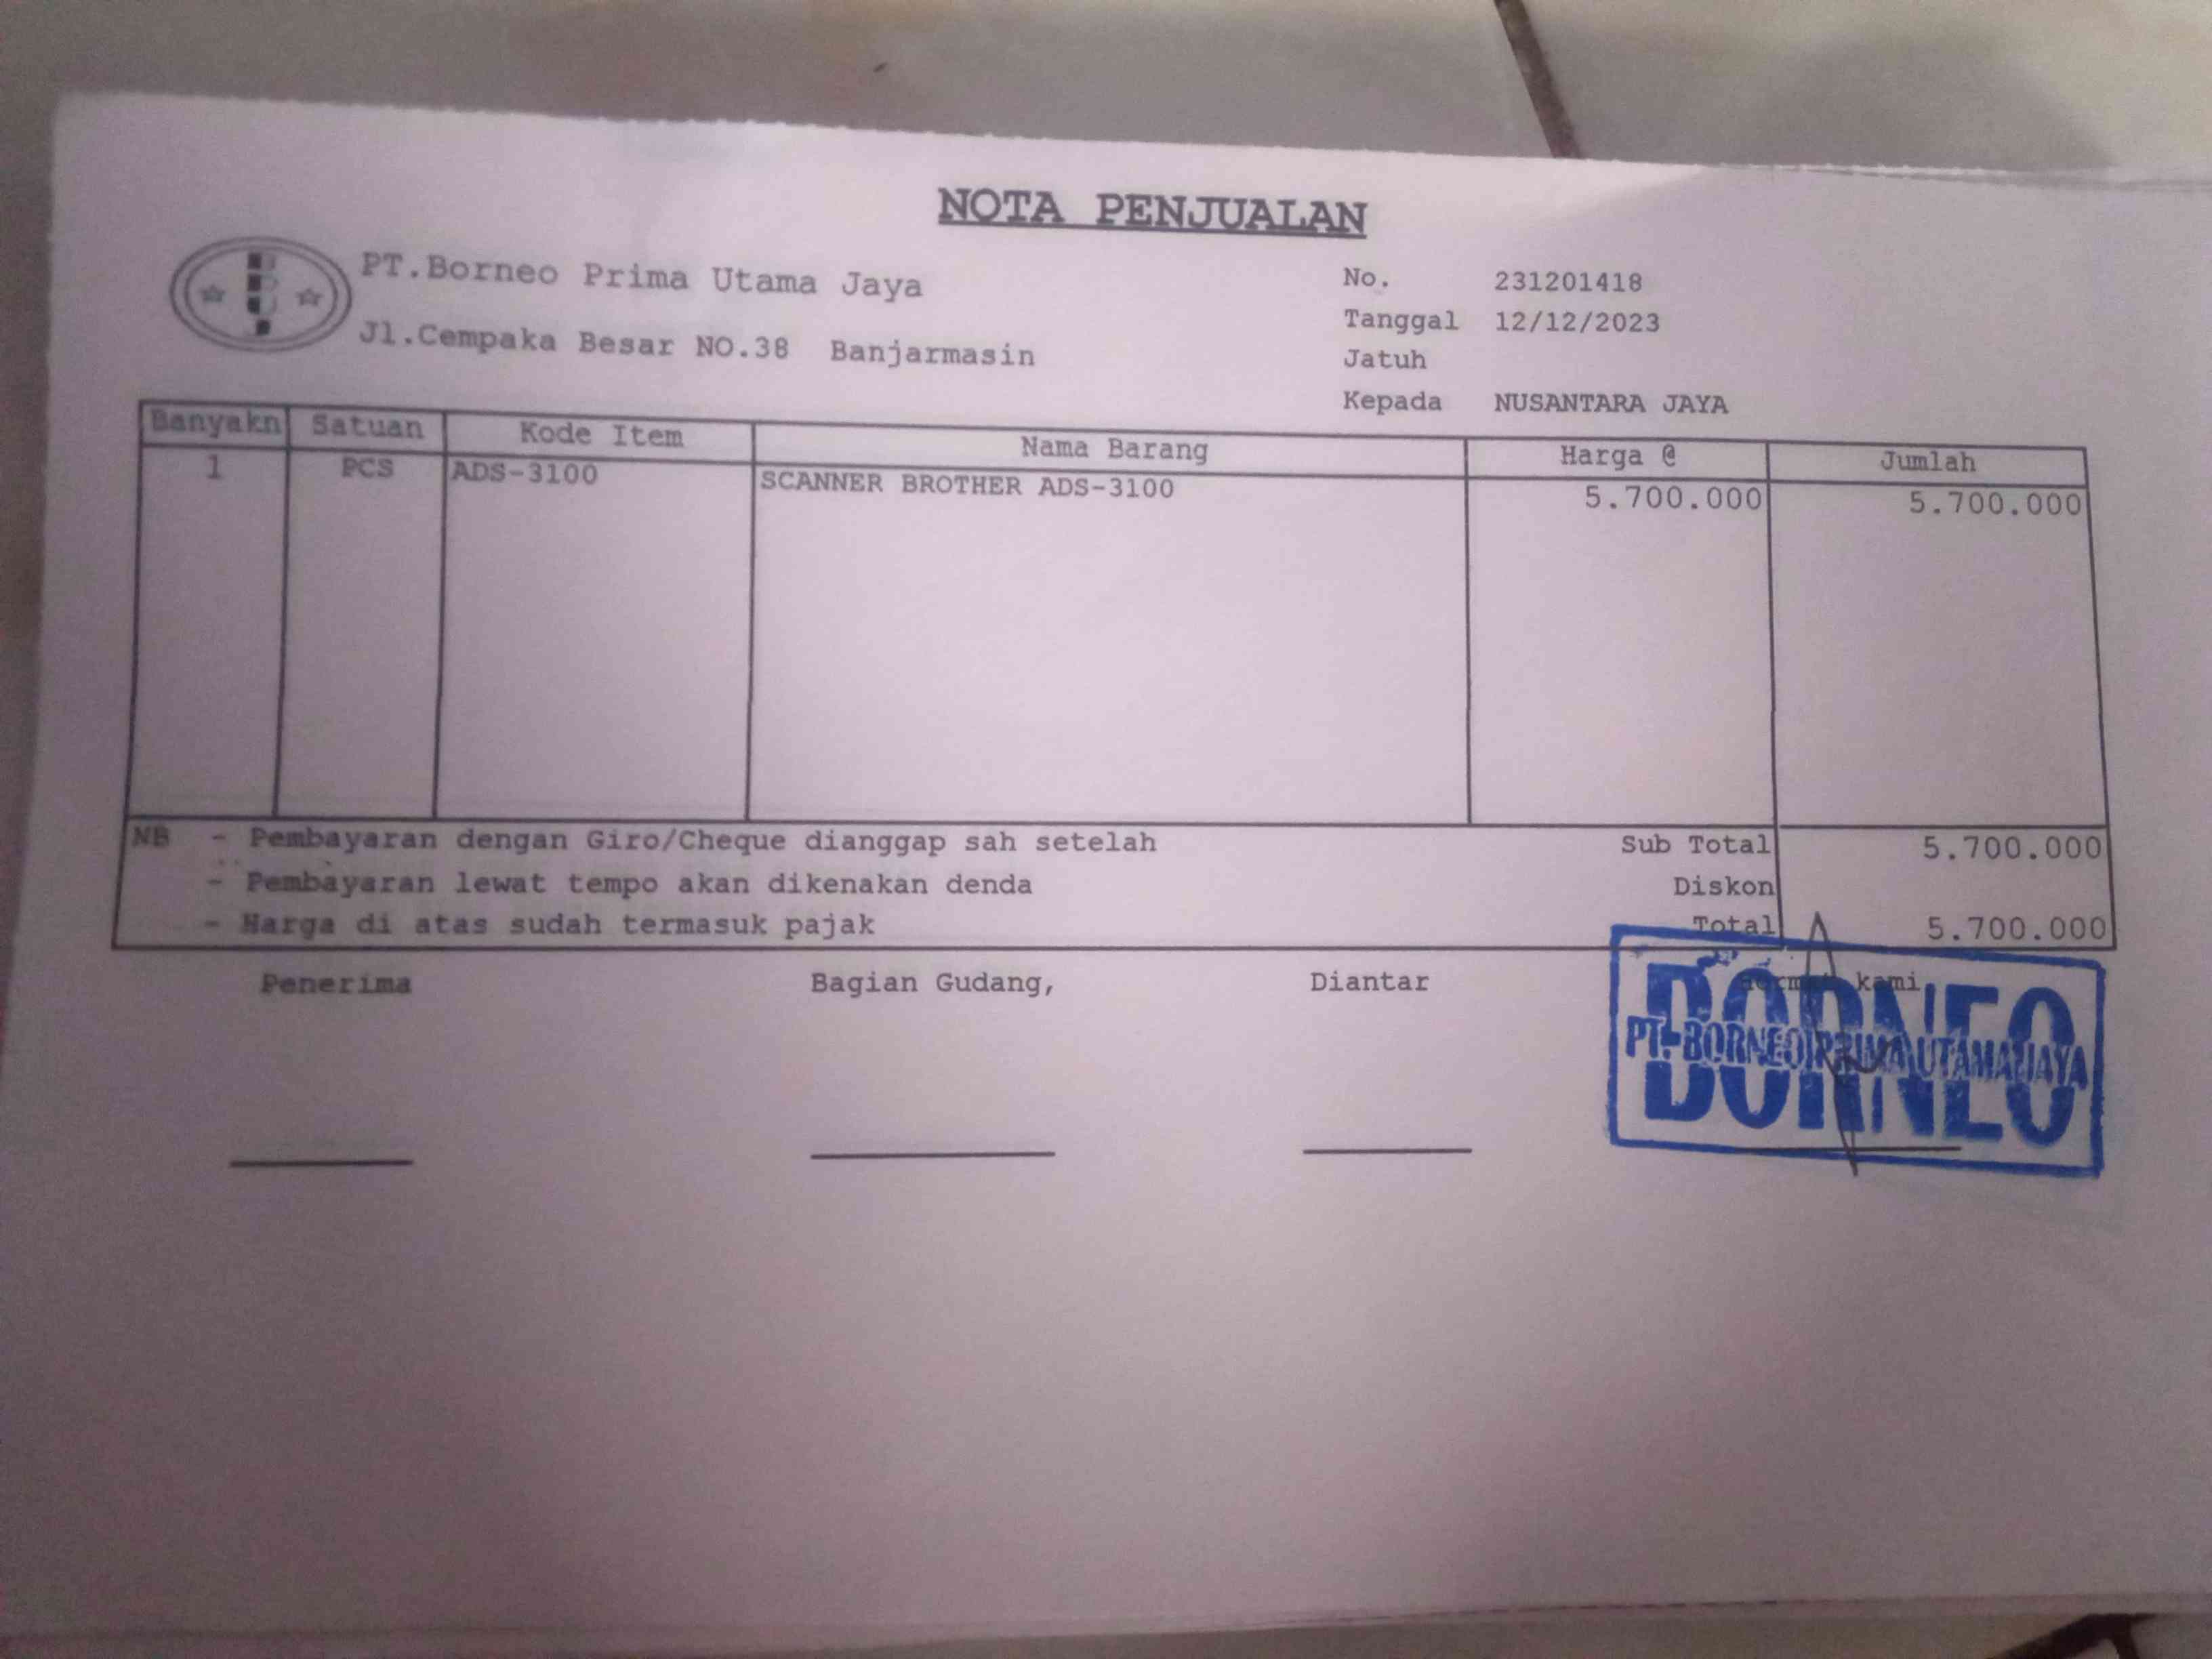 NOTA PENJUALAN
PT.Borneo Prima Utama Jaya
Jl.Cempaka Besar NO.38 Banjarmasin
No. 231201418
Tanggal 12/12/2023
Jatuh
Kepada NUSANTARA JAYA
Banyakn Satuan Kode Item Nama Barang Harga @ Jumlah
1 PCS ADS-3100 SCANNER BROTHER ADS-3100 5.700.000 5.700.000
NB - Pembayaran dengan Giro/Cheque dianggap sah setelah Sub Total 5.700.000
- Pembayaran lewat tempo akan dikenakan denda Diskon
- Harga di atas sudah termasuk pajak Total 5.700.000
Penerima Bagian Gudang, Diantar Hormat kami
BORNEO
PT. BORNEO PRIMA UTAMA JAYA